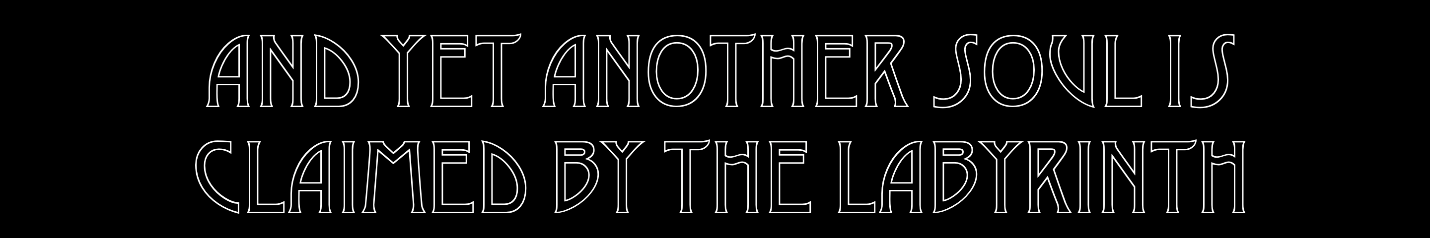 AND YET ANOTHER SOUL IS
CLAIMED BY THE LABYRINTH